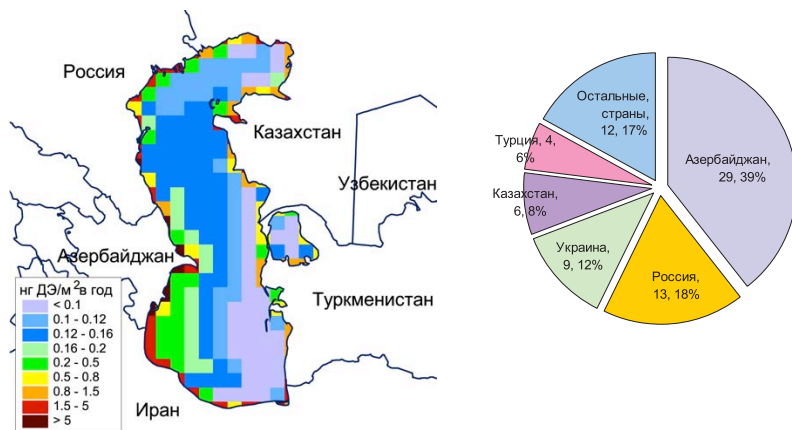 Россия
Казахстан
Узбекистан
Азербайджан
Туркменистан
Иран
нг ДЭ/м2в год
< 0.1
0.1 - 0.12
0.12 - 0.16
0.16 - 0.2
0.2 - 0.5
0.5 - 0.8
0.8 - 1.5
1.5 - 5
> 5
Остальные,
страны,
12, 17%
Турция, 4,
6%
Казахстан,
6, 8%
Украина,
9, 12%
Россия,
13, 18%
Азербайджан,
29, 39%